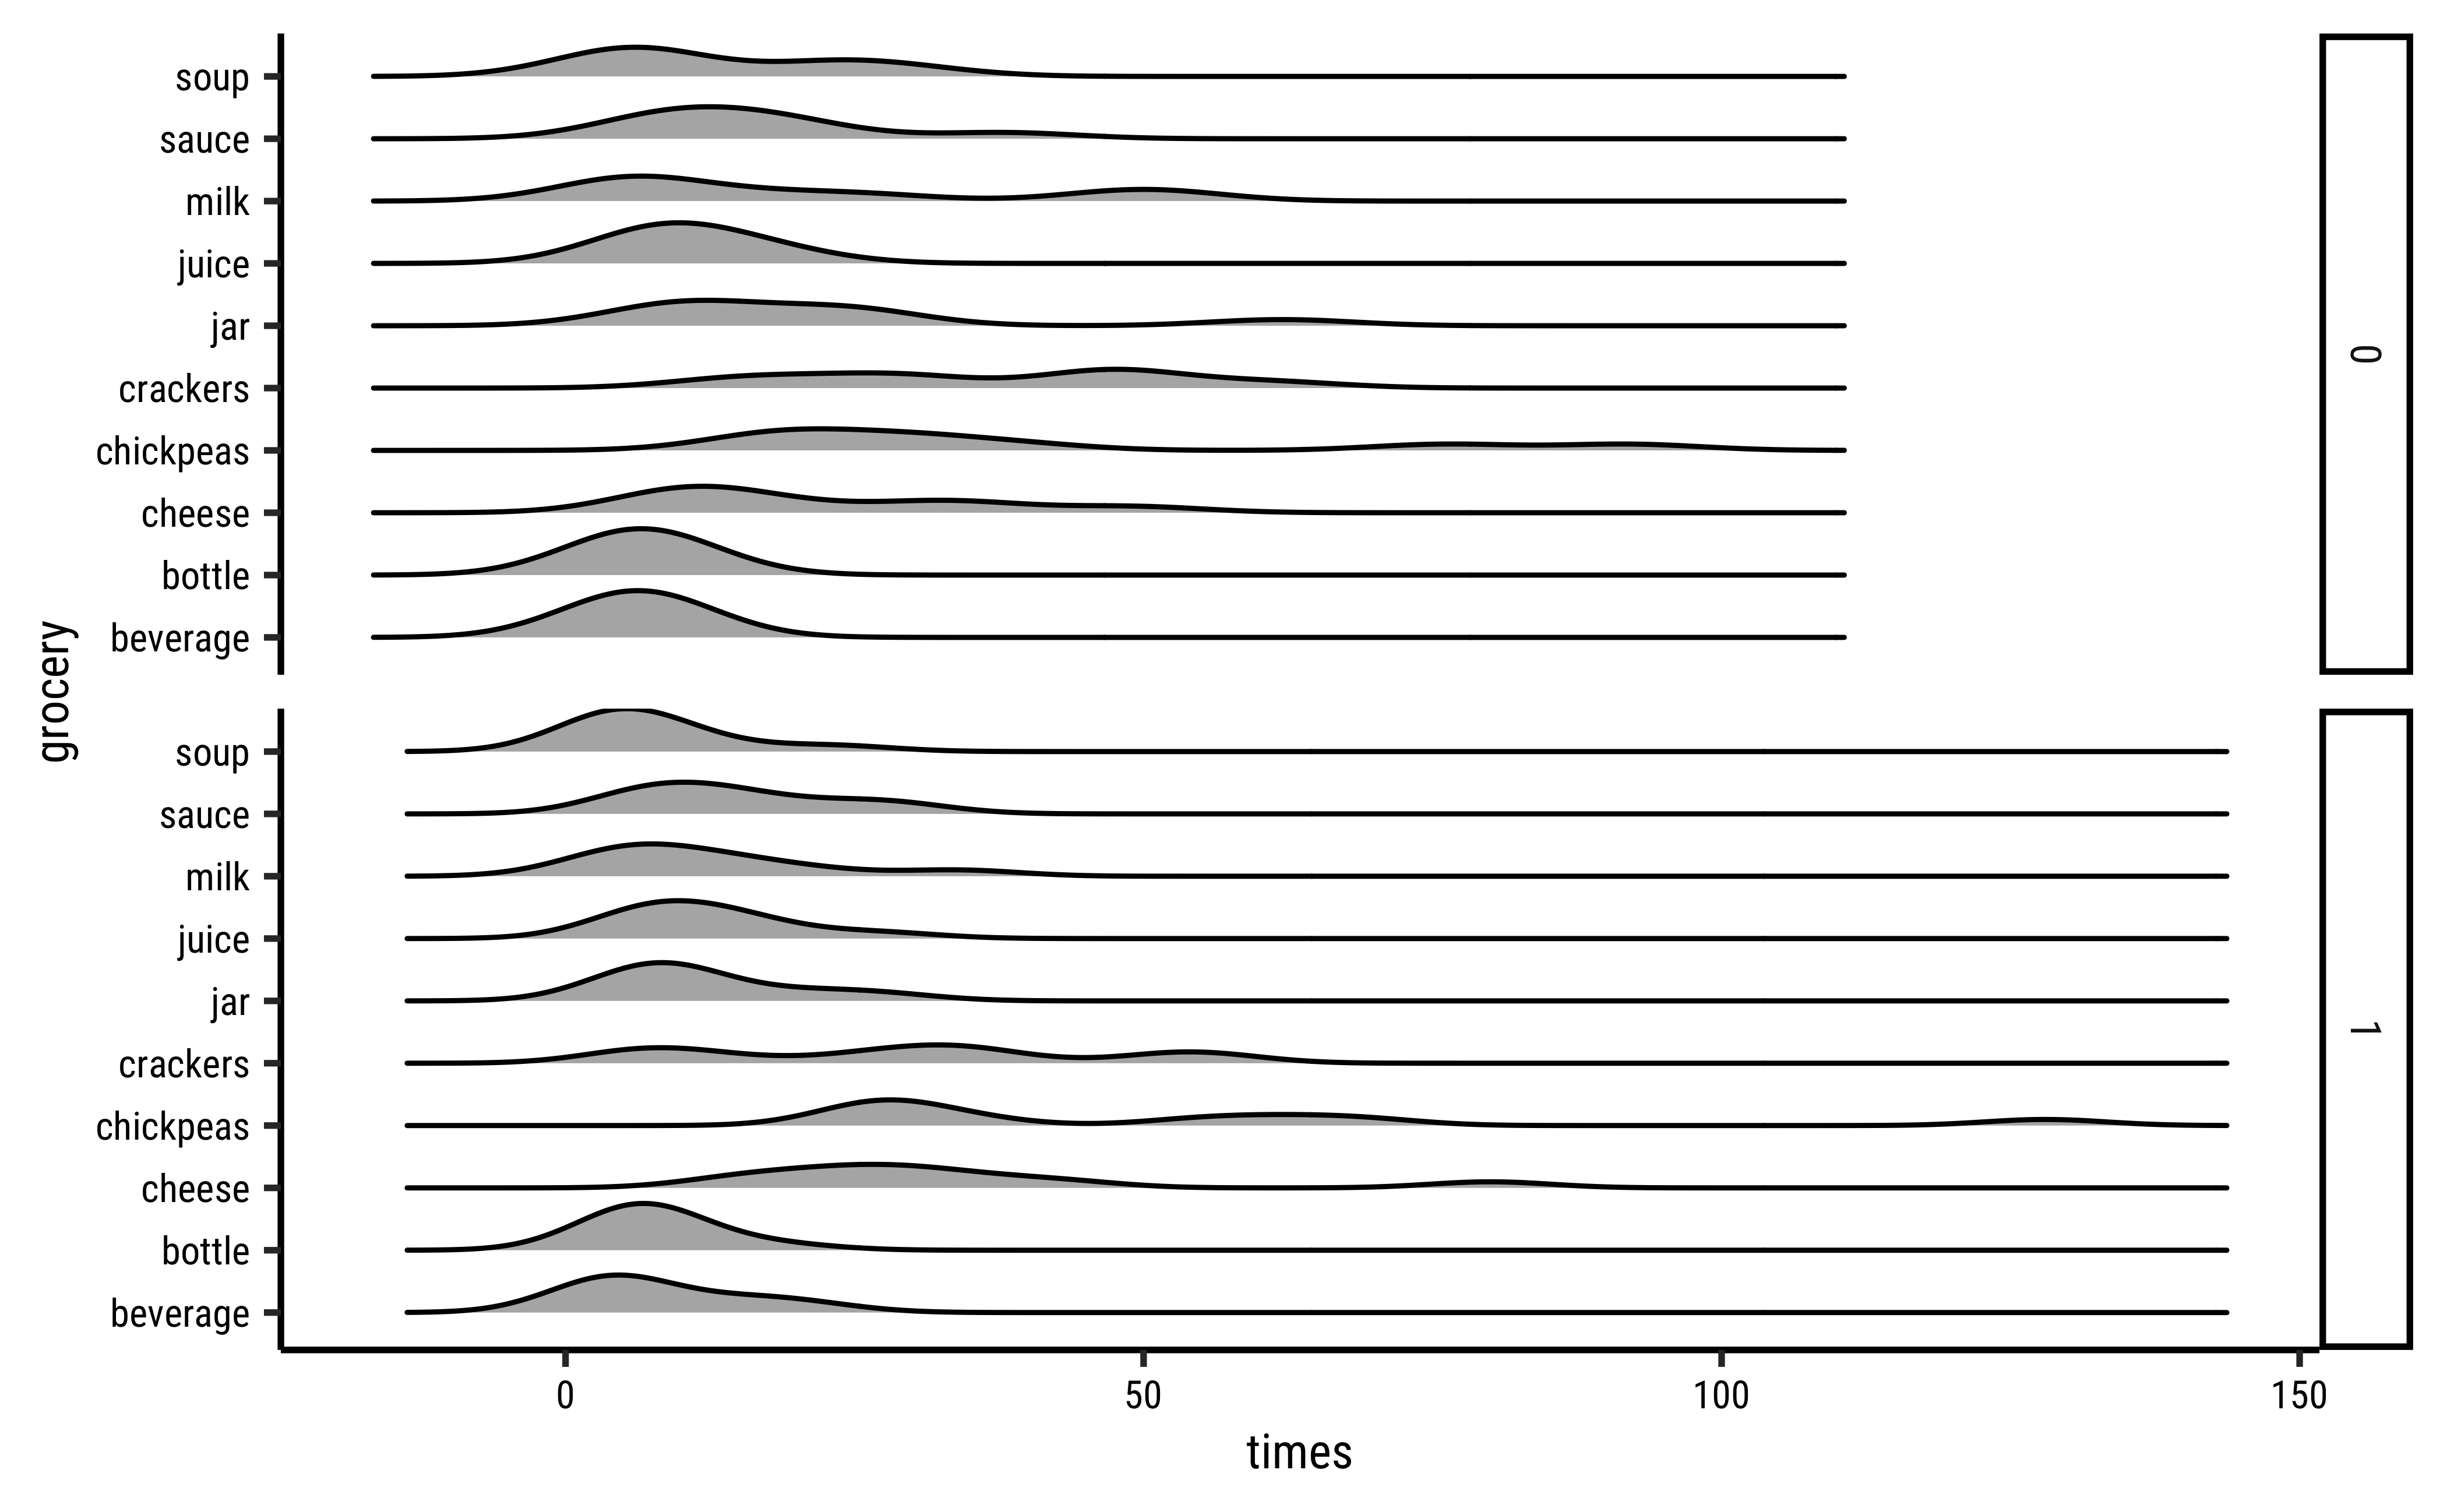 grocery
soup
sauce
milk
juice
jar
crackers
chickpeas
cheese
bottle
beverage
0
soup
sauce
milk
juice
jar
crackers
chickpeas
cheese
bottle
beverage
1
0 50 100 150
times